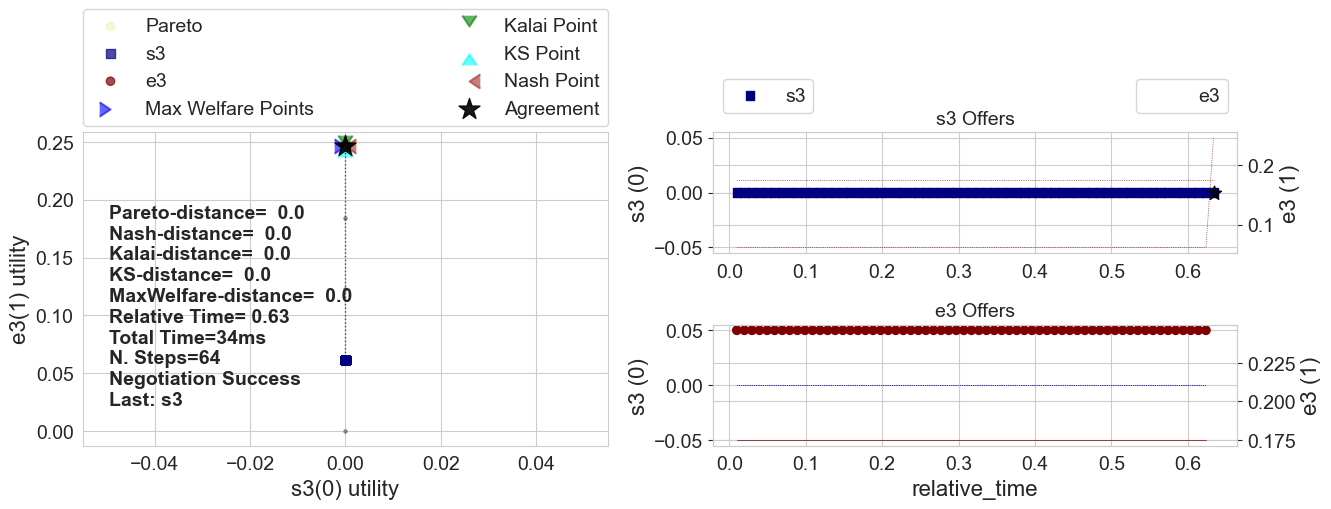 Pareto
s3
e3
Max Welfare Points
Kalai Point
KS Point
Nash Point
Agreement
0.25
0.20
0.15
0.10
0.05
0.00
e3(1) utility
Pareto-distance= 0.0
Nash-distance= 0.0
Kalai-distance= 0.0
KS-distance= 0.0
MaxWelfare-distance= 0.0
Relative Time= 0.63
Total Time=34ms
N. Steps=64
Negotiation Success
Last: s3
−0.04 −0.02 0.00 0.02 0.04
s3(0) utility
s3
e3
s3 Offers
0.05
0.00
−0.05
s3 (0)
0.2
0.1
e3 (1)
0.0 0.1 0.2 0.3 0.4 0.5 0.6
e3 Offers
0.05
0.00
−0.05
s3 (0)
0.225
0.200
0.175
e3 (1)
0.0 0.1 0.2 0.3 0.4 0.5 0.6
relative_time